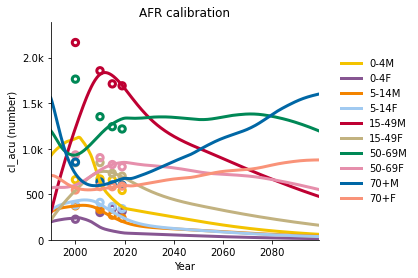 AFR calibration
cl_acu (number)
2.0k
1.5k
1.0k
500
0
2000
2020
2040
2060
2080
Year
0-4M
0-4F
5-14M
5-14F
15-49M
15-49F
50-69M
50-69F
70+M
70+F